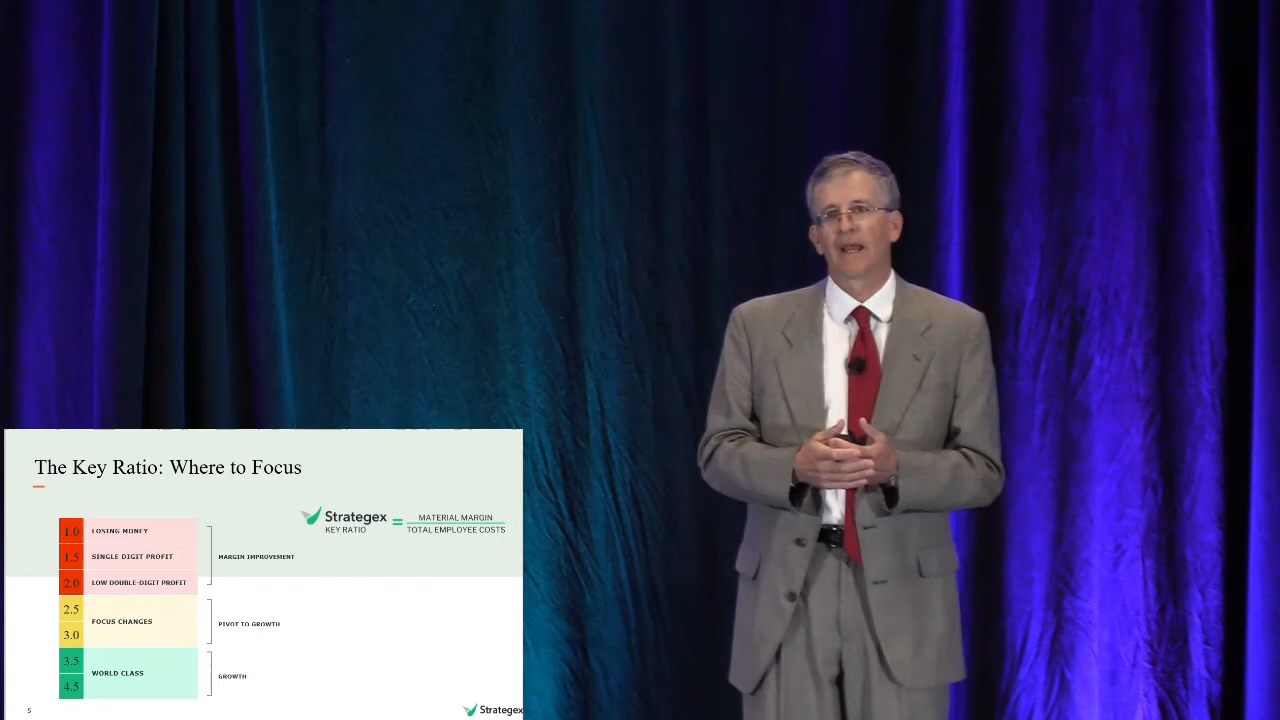 The Key Ratio: Where to Focus
Strategex
KEY RATIO
=
MATERIAL MARGIN
TOTAL EMPLOYEE COSTS
1.0 LOSING MONEY
1.5 SINGLE DIGIT PROFIT
MARGIN IMPROVEMENT
2.0 LOW DOUBLE-DIGIT PROFIT
2.5
FOCUS CHANGES
PIVOT TO GROWTH
3.0
3.5
WORLD CLASS
GROWTH
4.5
5
Strategex